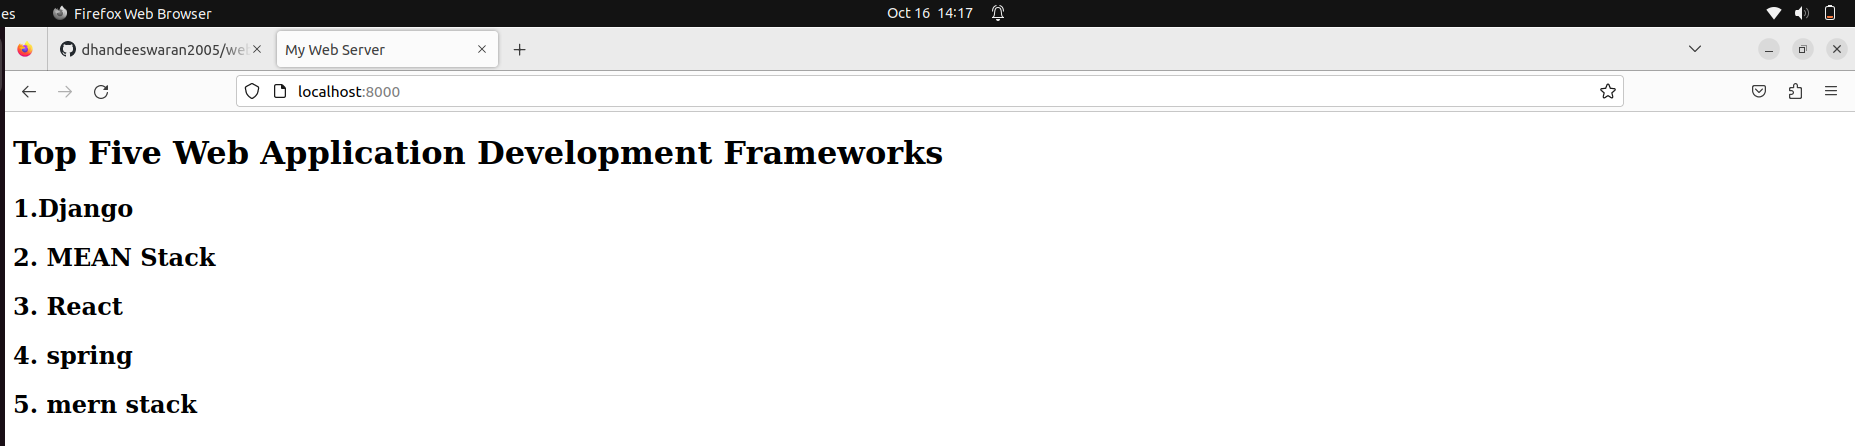 es Firefox Web Browser Oct 16 14:17
dhandeeswaran2005/we My Web Server
localhost:8000
Top Five Web Application Development Frameworks
1.Django
2. MEAN Stack
3. React
4. spring
5. mern stack